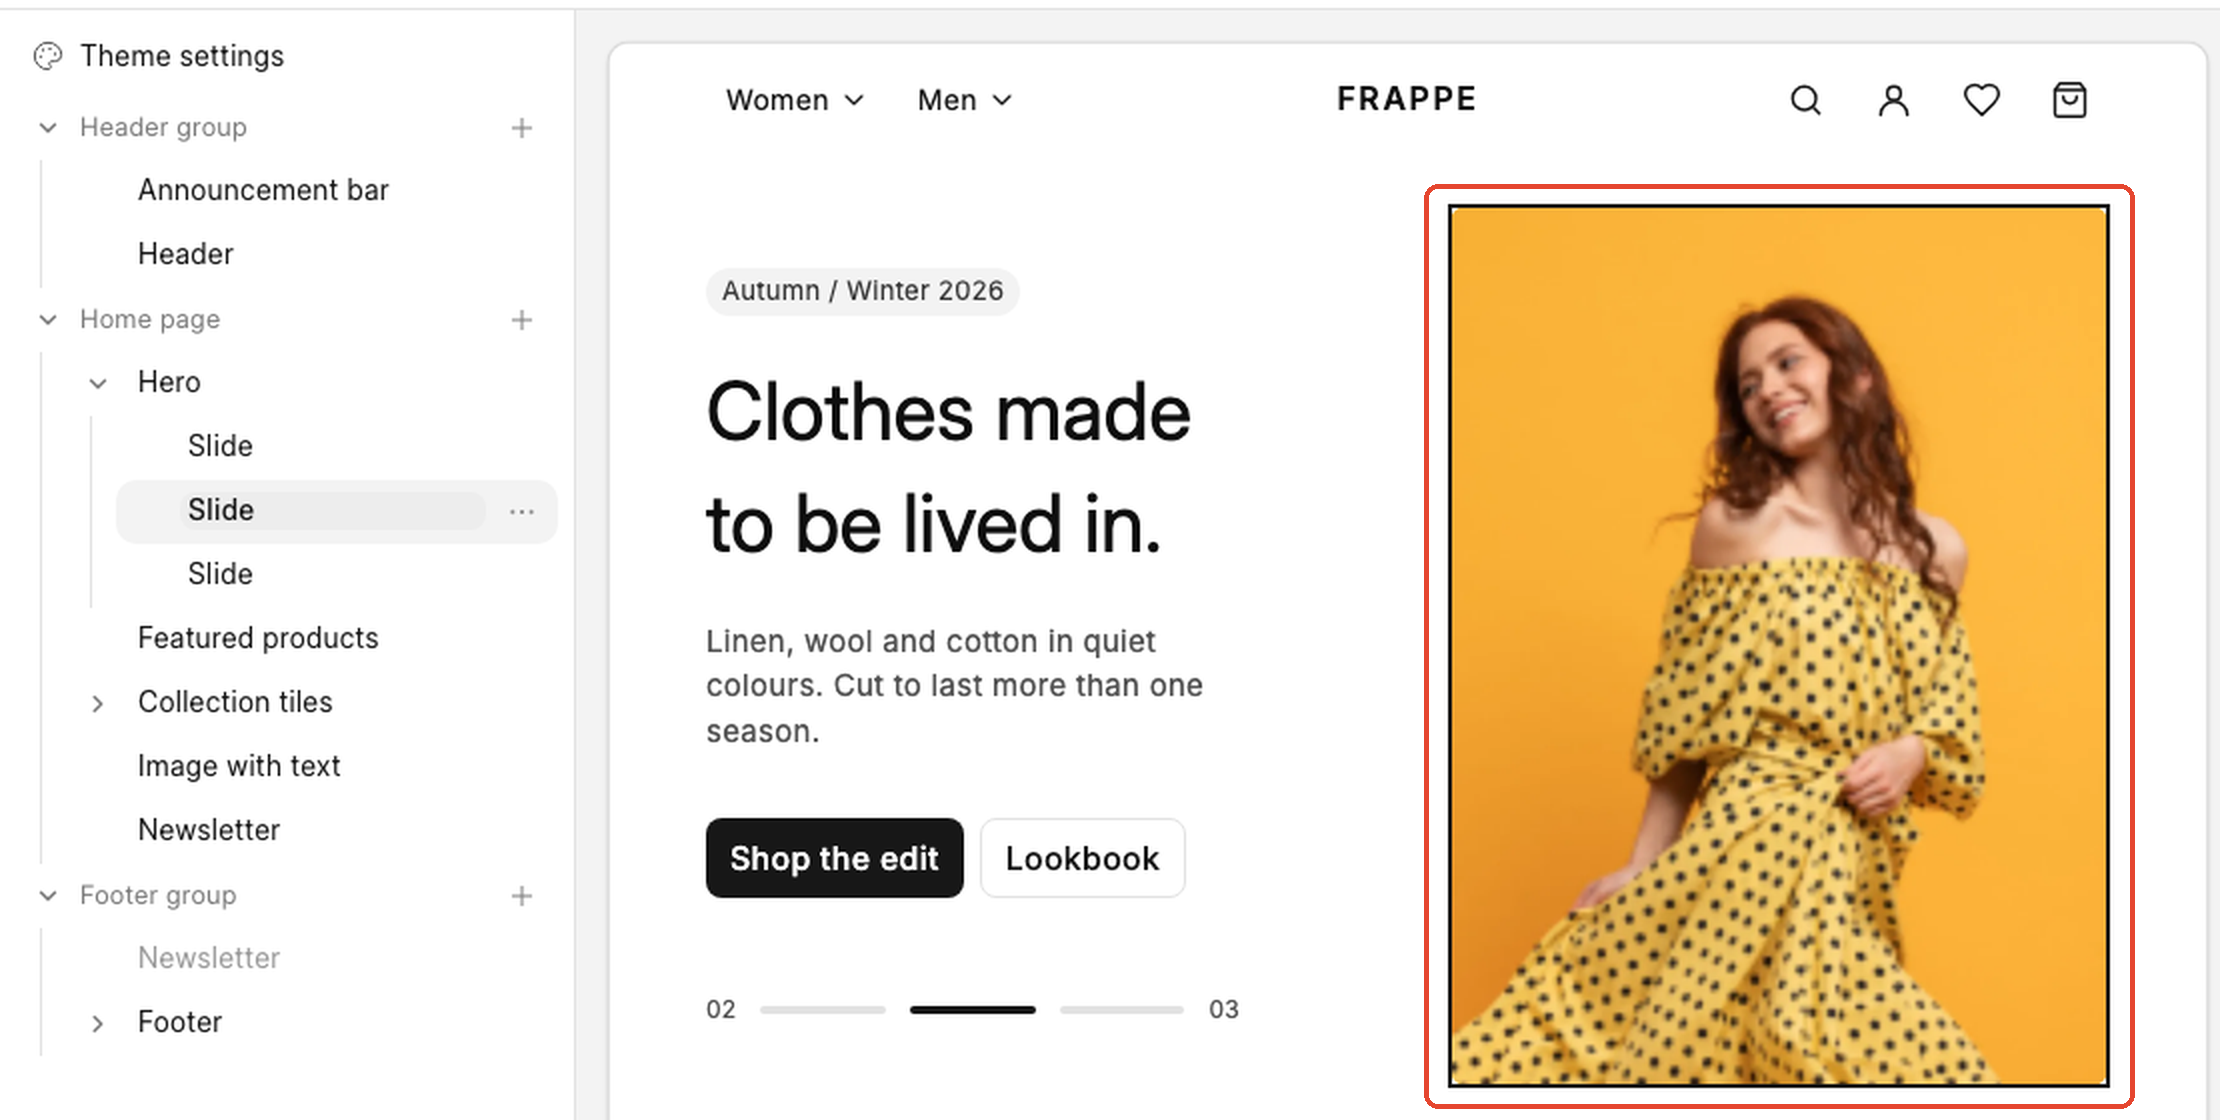 Theme settings
Header group
Announcement bar
Header
Home page
Hero
Slide
Slide
Slide
Featured products
Collection tiles
Image with text
Newsletter
Footer group
Newsletter
Footer
Women
Men
FRAPPE
Autumn / Winter 2026
Clothes made
to be lived in.
Linen, wool and cotton in quiet
colours. Cut to last more than one
season.
Shop the edit
Lookbook
02
03